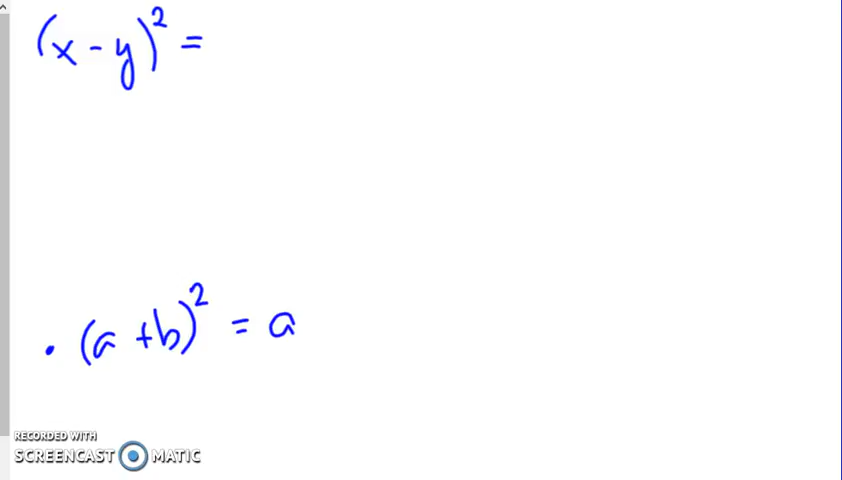 (x - y)² =
• (a + b)² = a
RECORDED WITH
SCREENCAST MATIC